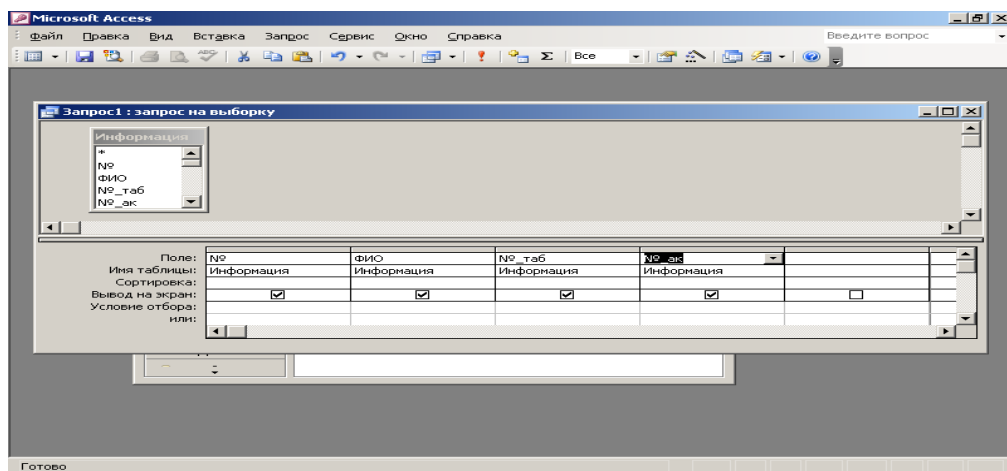 Microsoft Access
Файл Правка Вид Вставка Запрос Сервис Окно Справка Введите вопрос
Все
Запрос1 : запрос на выборку
Информация
*
№
ФИО
№_таб
№_ак
Поле: № ФИО №_таб №_ак
Имя таблицы: Информация Информация Информация Информация
Сортировка:
Вывод на экран:
Условие отбора:
или:
Готово